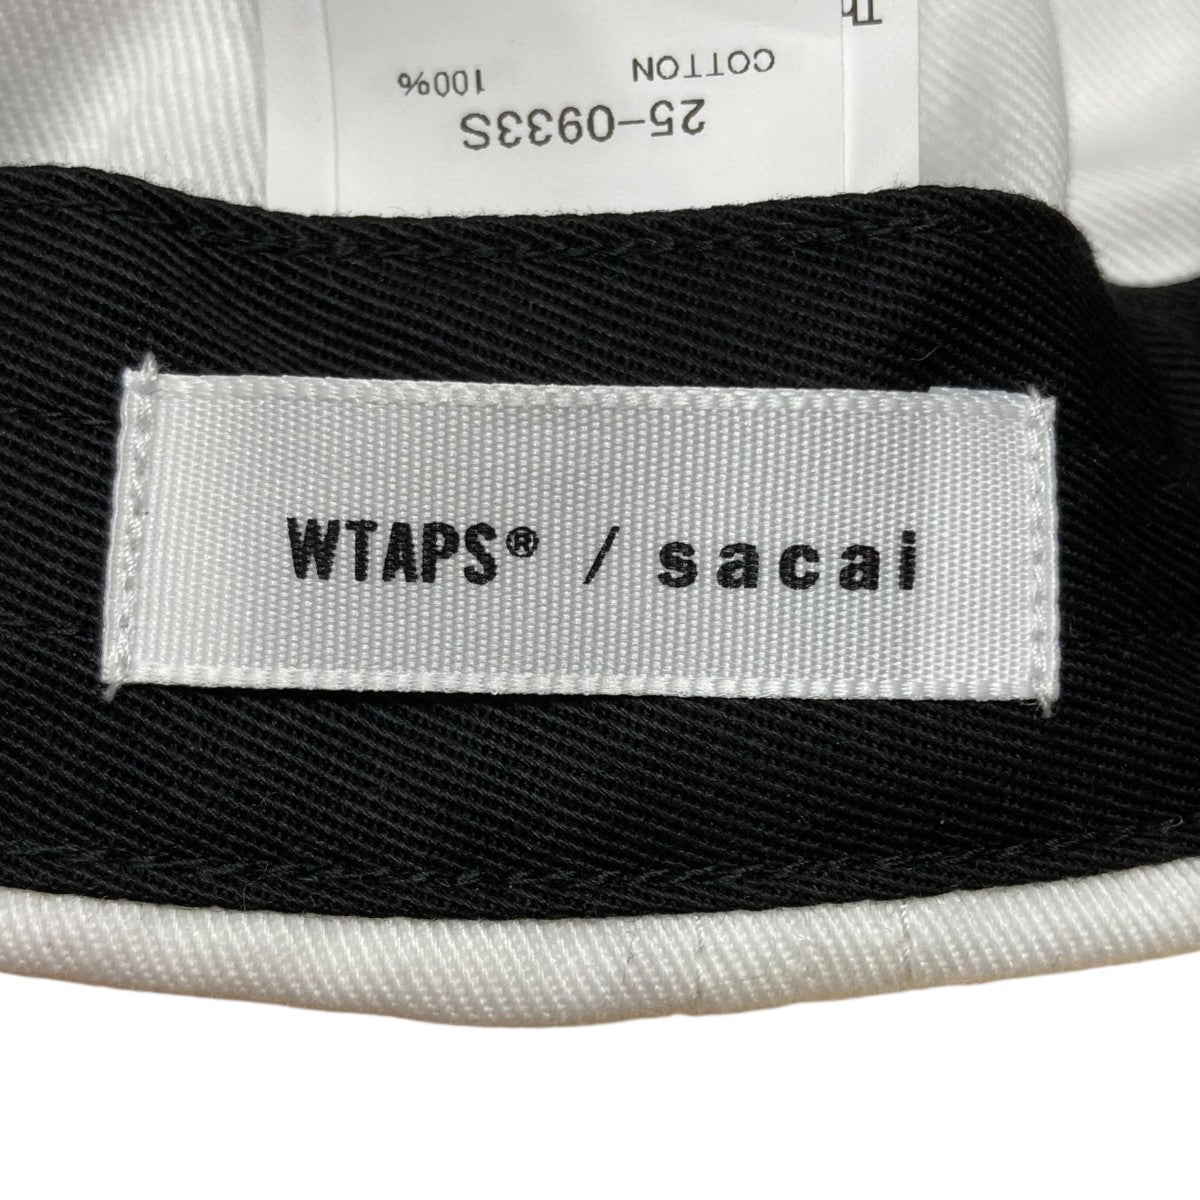 COTTON 100%
25-0933S
WTAPS® / sacai